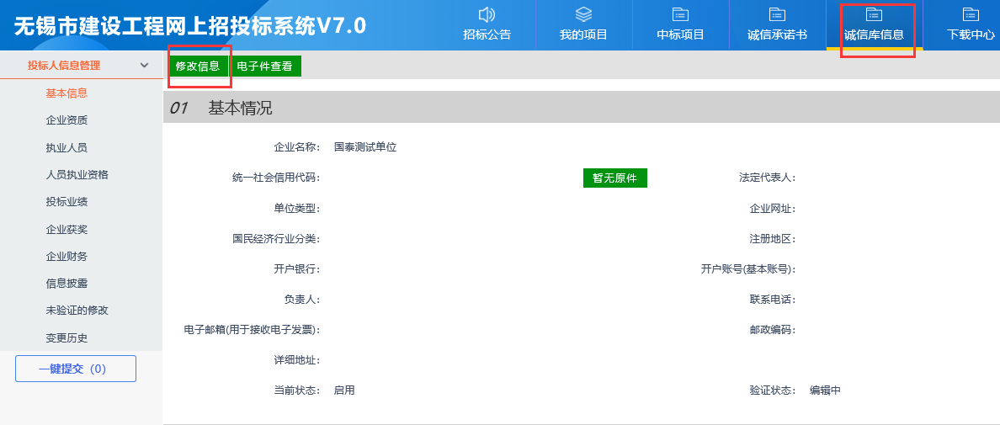 无锡市建设工程网上招投标系统V7.0
招标公告 我的项目 中标项目 诚信承诺书 诚信库信息 下载中心
投标人信息管理
基本信息
企业资质
执业人员
人员执业资格
投标业绩
企业获奖
企业财务
信息披露
未验证的修改
变更历史
一键提交（0）
修改信息 电子件查看
01 基本情况
企业名称： 国泰测试单位
统一社会信用代码： 暂无原件 法定代表人：
单位类型： 企业网址：
国民经济行业分类： 注册地区：
开户银行： 开户账号(基本账号)：
负责人： 联系电话：
电子邮箱(用于接收电子发票)： 邮政编码：
详细地址：
当前状态： 启用 验证状态： 编辑中